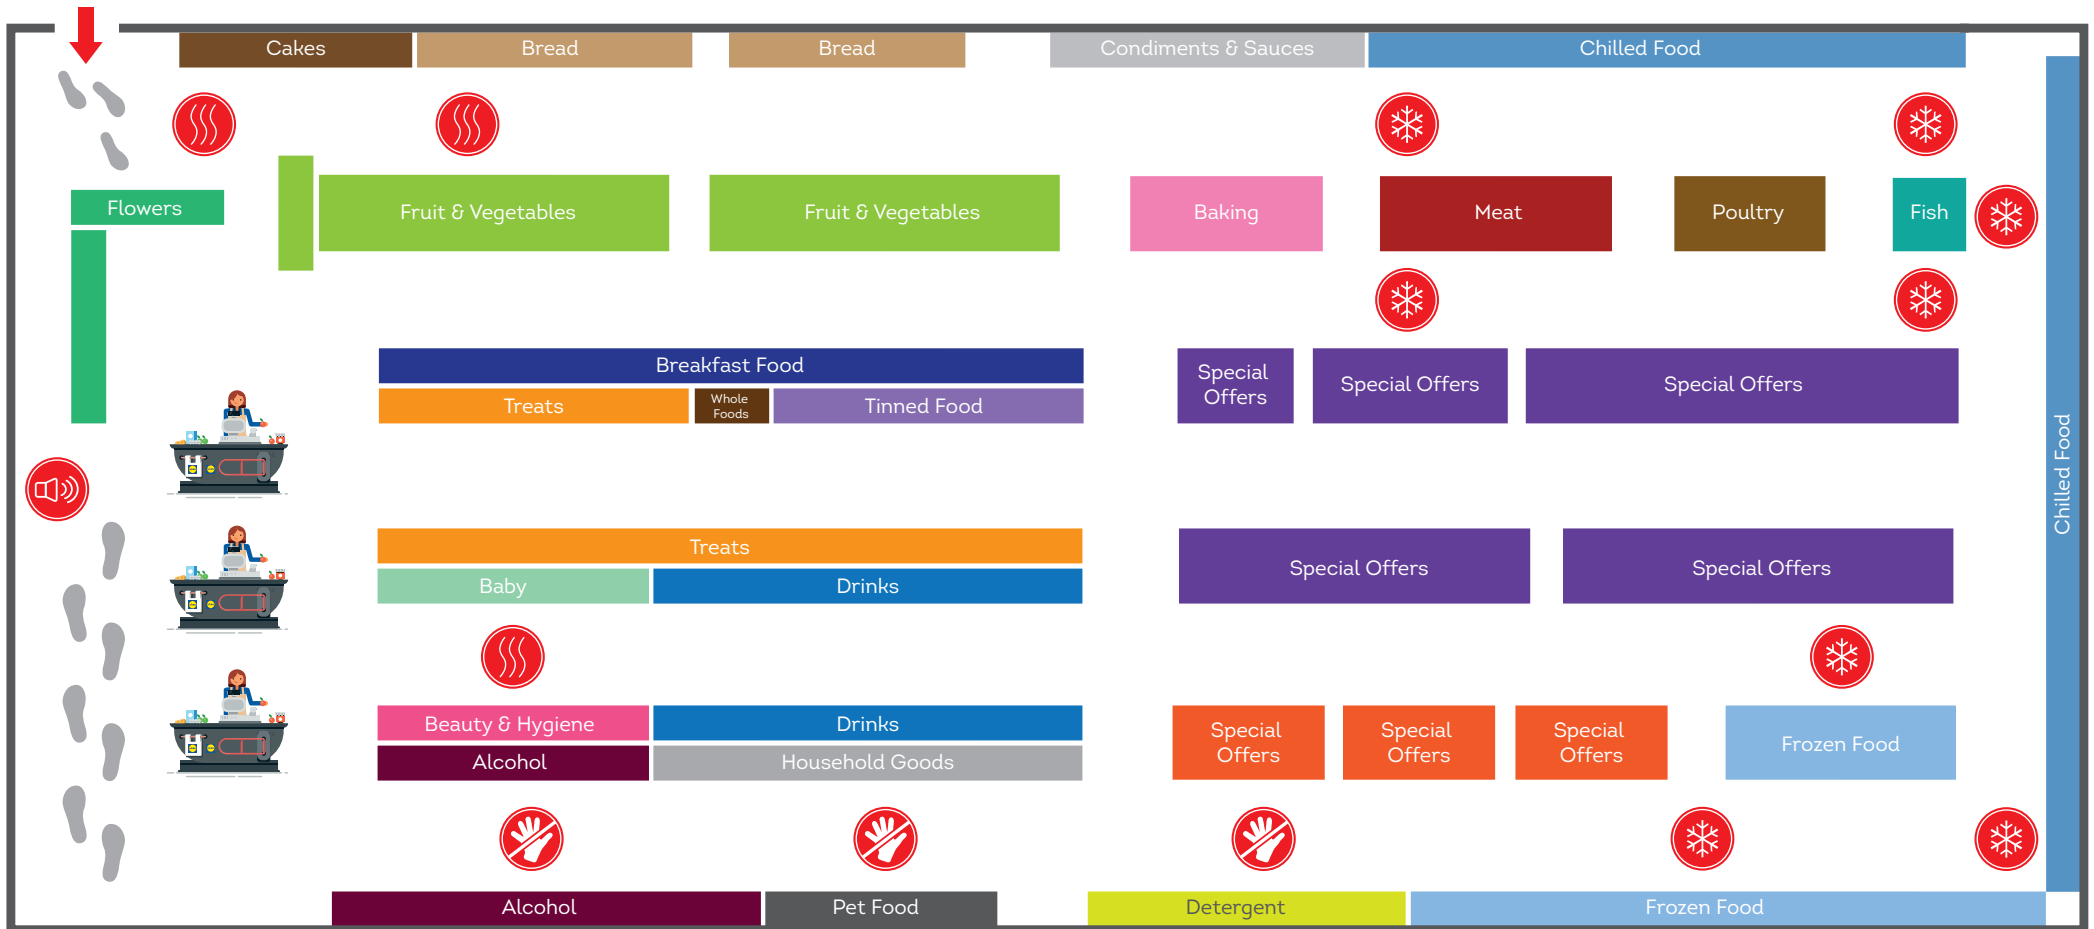 Cakes
Bread
Bread
Condiments & Sauces
Chilled Food
Flowers
Fruit & Vegetables
Fruit & Vegetables
Baking
Meat
Poultry
Fish
Breakfast Food
Treats
Whole
Foods
Tinned Food
Special
Offers
Special Offers
Special Offers
Chilled Food
Treats
Baby
Drinks
Special Offers
Special Offers
Beauty & Hygiene
Drinks
Alcohol
Household Goods
Special
Offers
Special
Offers
Special
Offers
Frozen Food
Alcohol
Pet Food
Detergent
Frozen Food